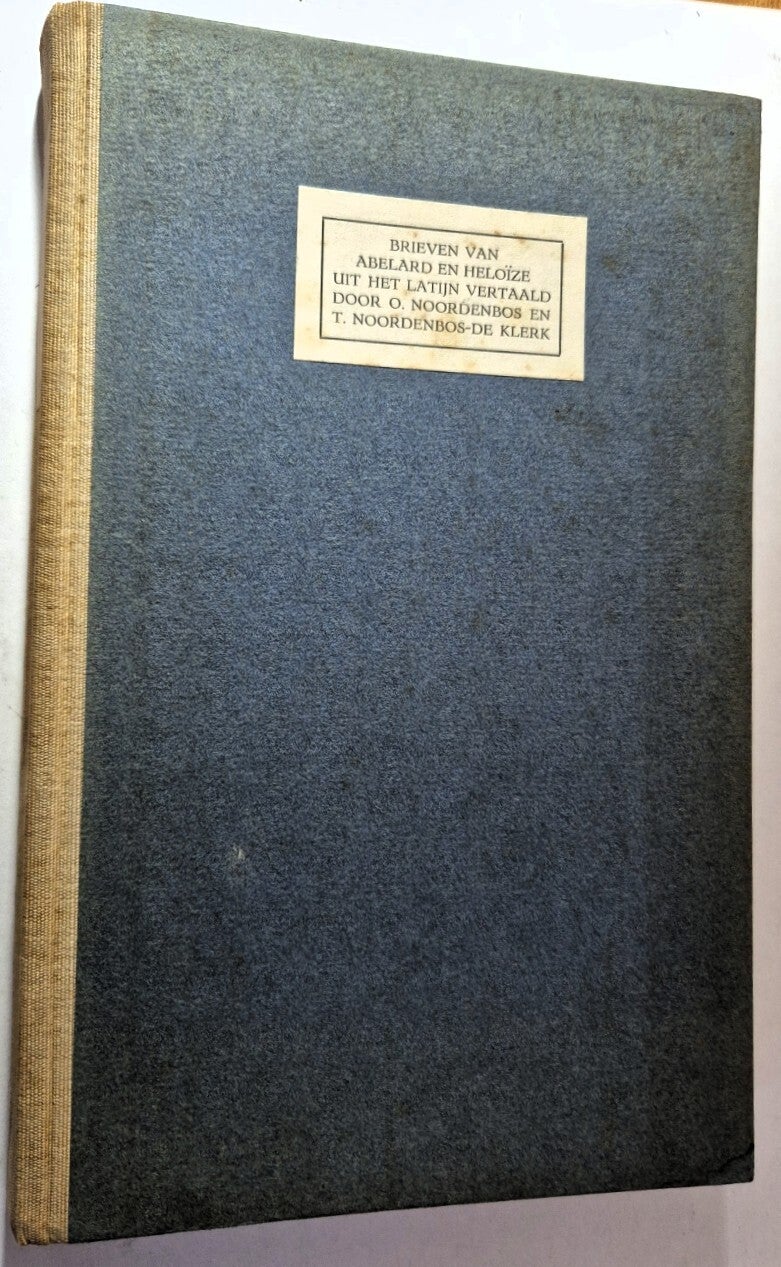 BRIEVEN VAN
ABELARD EN HELOÏZE
UIT HET LATIJN VERTAALD
DOOR O. NOORDENBOS EN
T. NOORDENBOS-DE KLERK